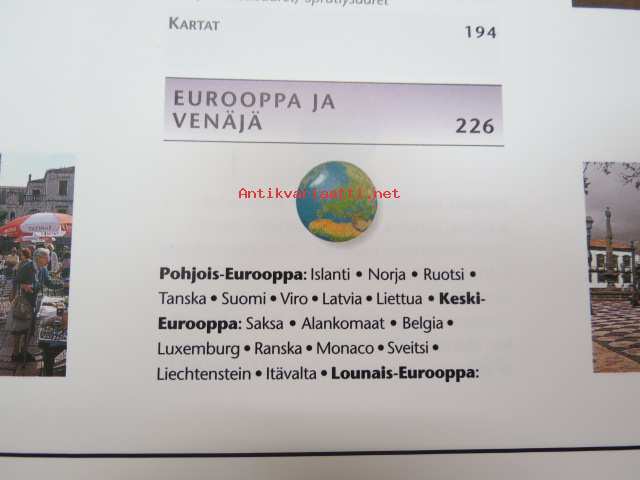 KARTAT 194
EUROOPPA JA
VENÄJÄ 226
Antikvariaatti.net
Pohjois-Eurooppa: Islanti • Norja • Ruotsi •
Tanska • Suomi • Viro • Latvia • Liettua • Keski-
Eurooppa: Saksa • Alankomaat • Belgia •
Luxemburg • Ranska • Monaco • Sveitsi •
Liechtenstein • Itävalta • Lounais-Eurooppa: